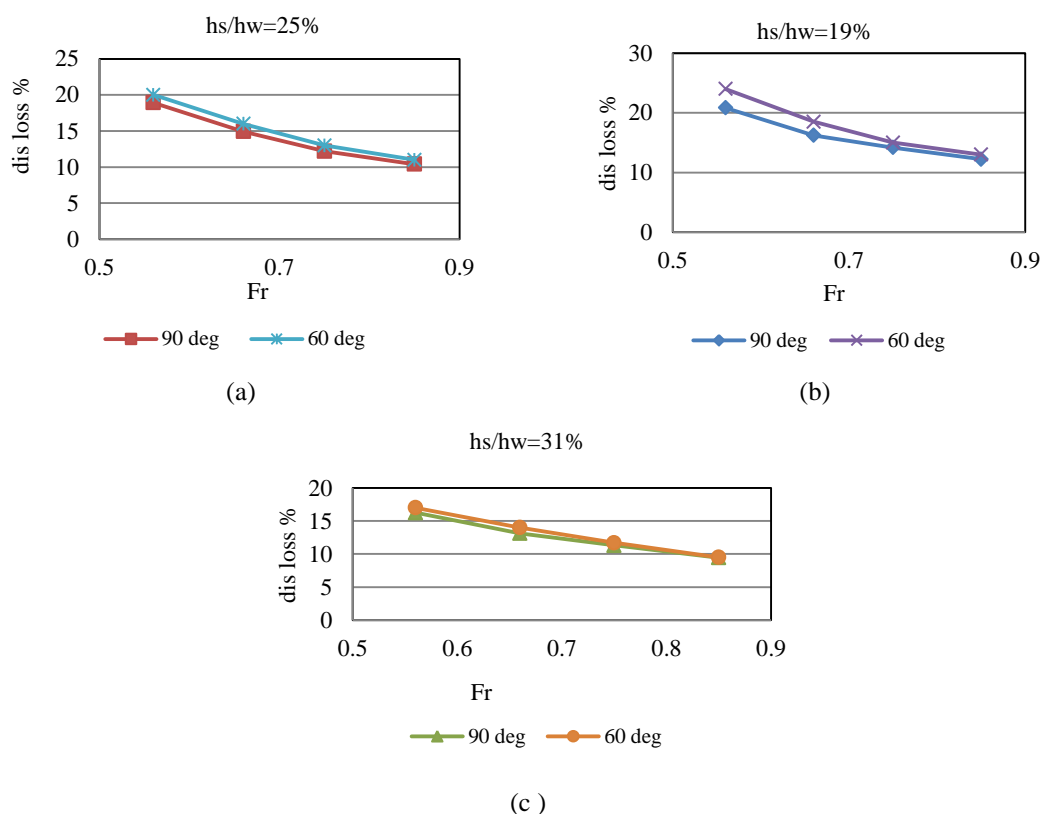 hs/hw=25%
25
20
15
10
5
0
dis loss %
0.5
0.7
0.9
Fr
90 deg
60 deg
(a)
hs/hw=19%
30
20
10
0
dis loss %
0.5
0.7
0.9
Fr
90 deg
60 deg
(b)
hs/hw=31%
20
15
10
5
0
dis loss %
0.5
0.6
0.7
0.8
0.9
Fr
90 deg
60 deg
(c )